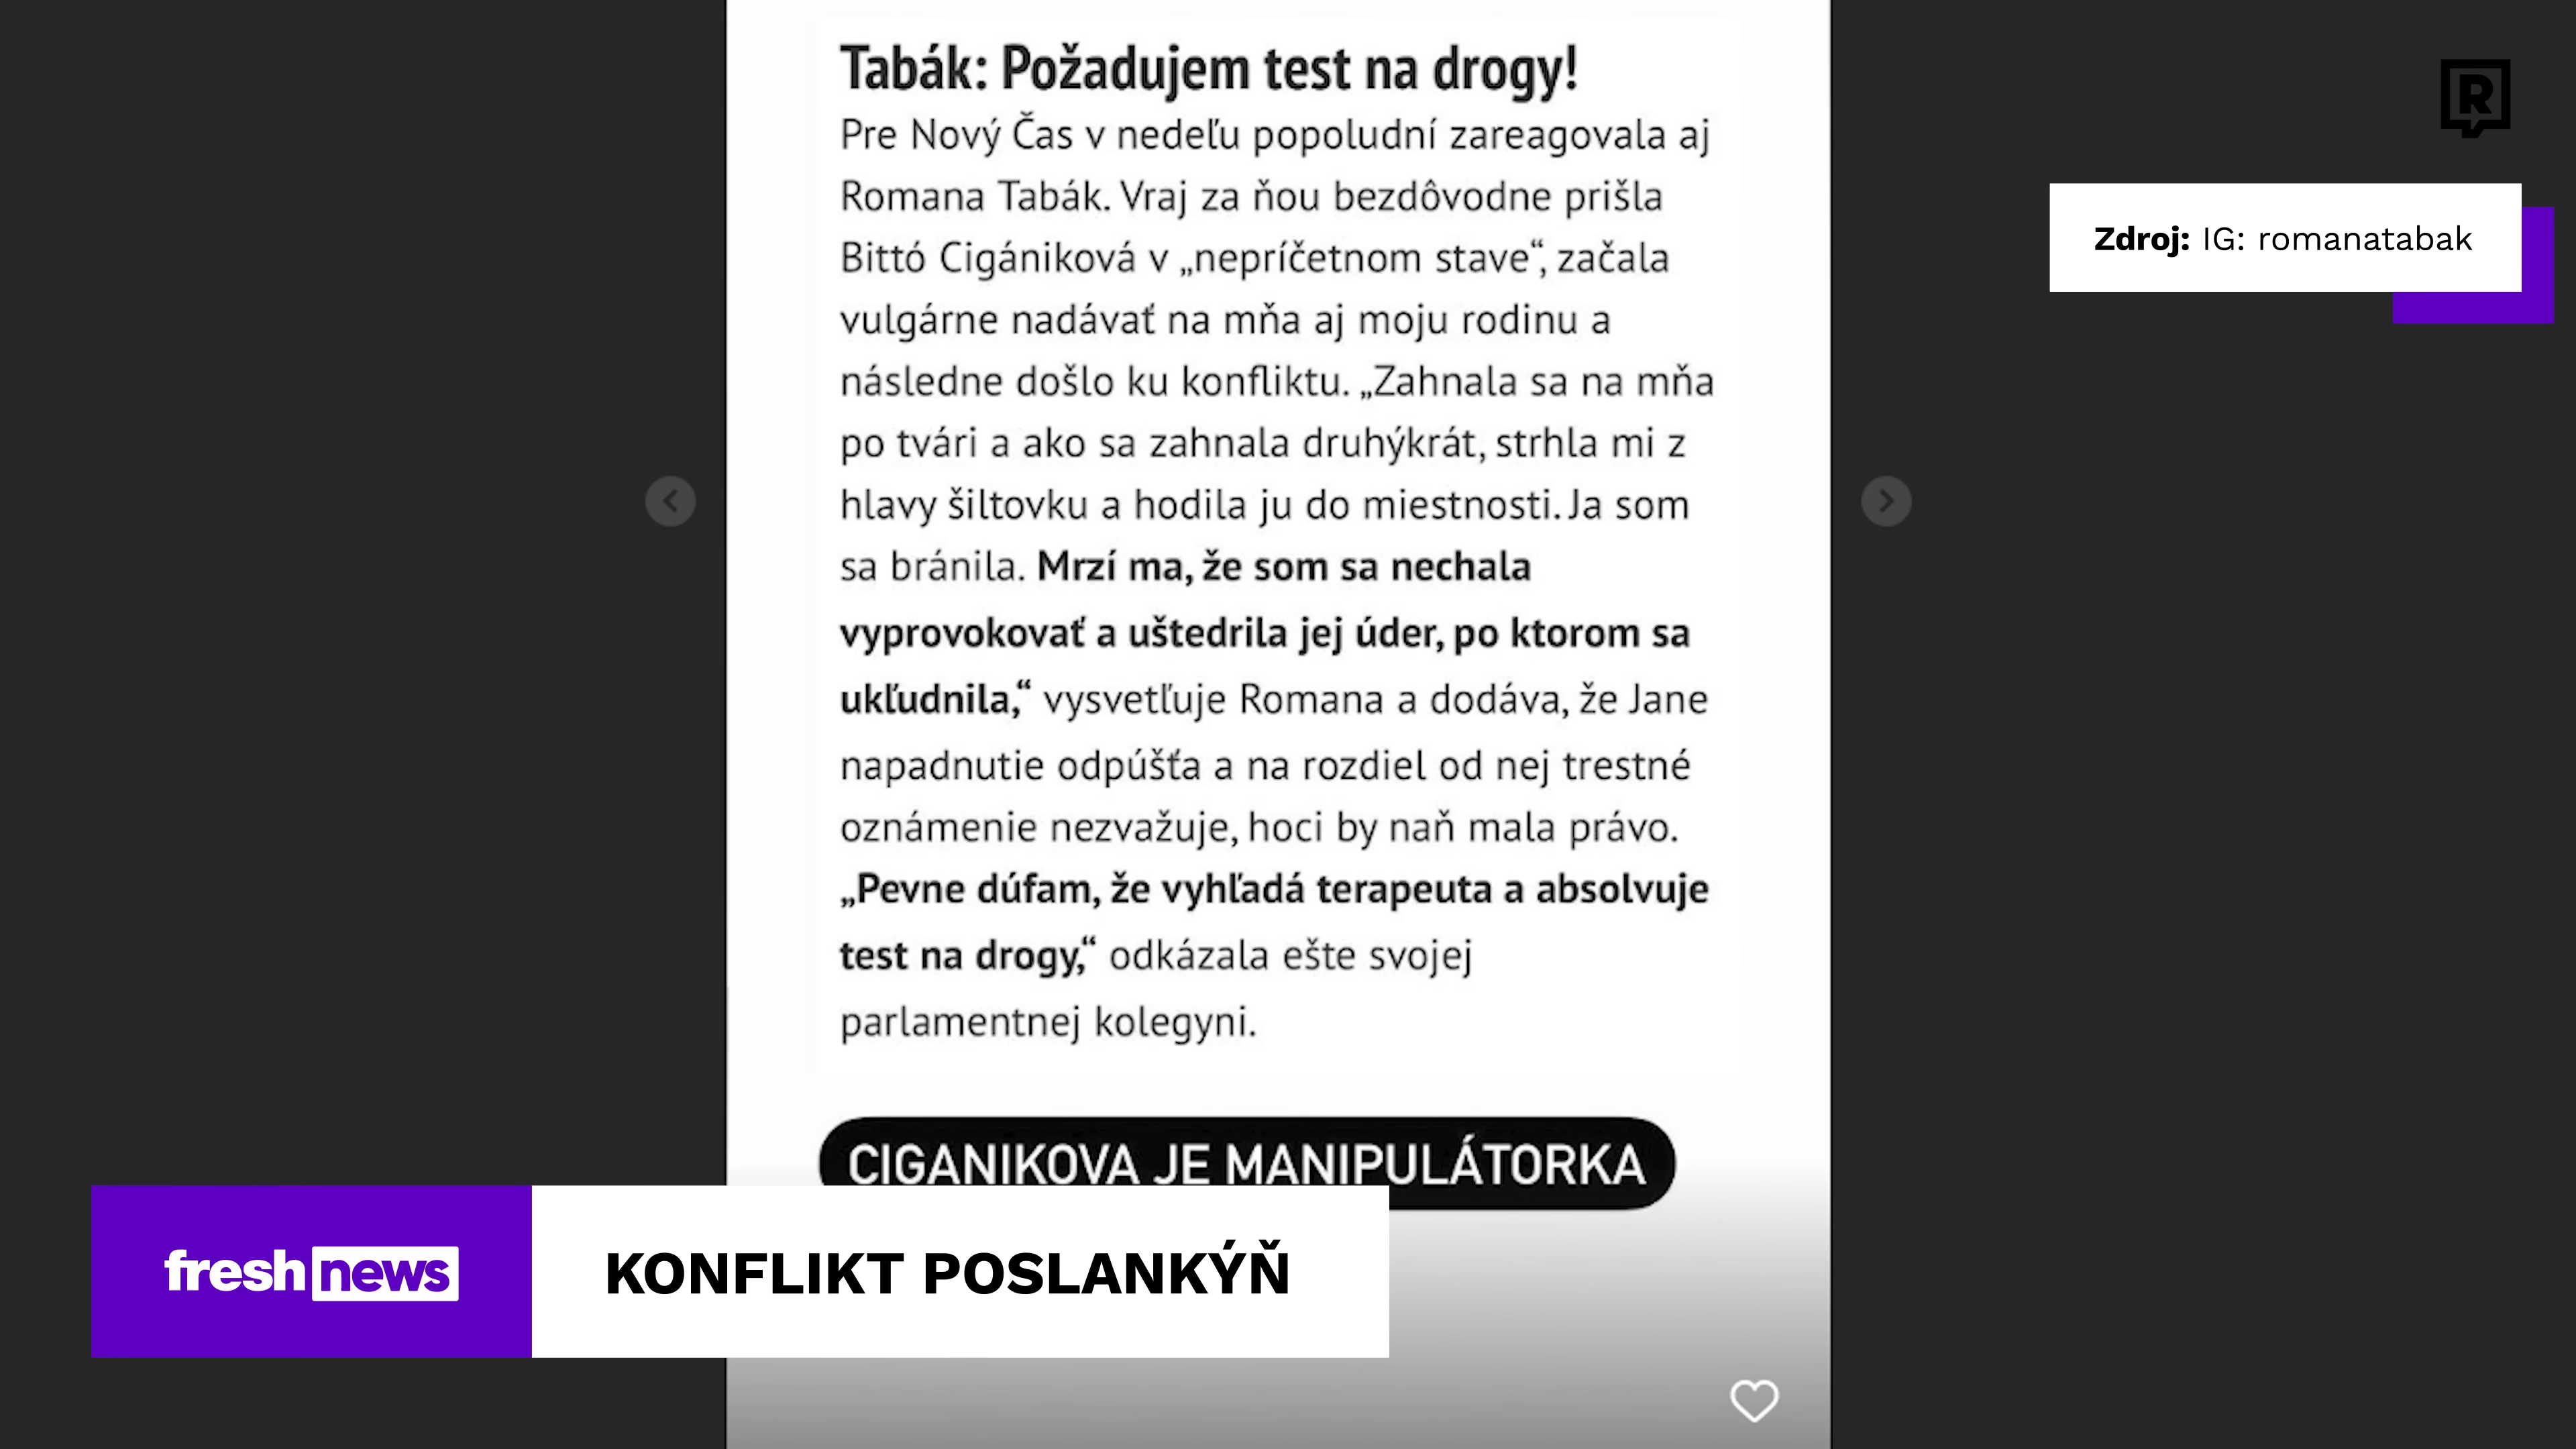 Tabák: Požadujem test na drogy!
Pre Nový Čas v nedeľu popoludní zareagovala aj
Romana Tabák. Vraj za ňou bezdôvodne prišla
Bittó Cigániková v „nepríčetnom stave“, začala
vulgárne nadávať na mňa aj moju rodinu a
následne došlo ku konfliktu. „Zahnala sa na mňa
po tvári a ako sa zahnala druhýkrát, strhla mi z
hlavy šiltovku a hodila ju do miestnosti. Ja som
sa bránila. Mrzí ma, že som sa nechala
vyprovokovať a uštedrila jej úder, po ktorom sa
ukľudnila,“ vysvetľuje Romana a dodáva, že Jane
napadnutie odpúšťa a na rozdiel od nej trestné
oznámenie nezvažuje, hoci by naň mala právo.
„Pevne dúfam, že vyhľadá terapeuta a absolvuje
test na drogy,“ odkázala ešte svojej
parlamentnej kolegyni.
CIGANIKOVA JE MANIPULÁTORKA
R
Zdroj: IG: romanatabak
fresh news
KONFLIKT POSLANKÝŇ